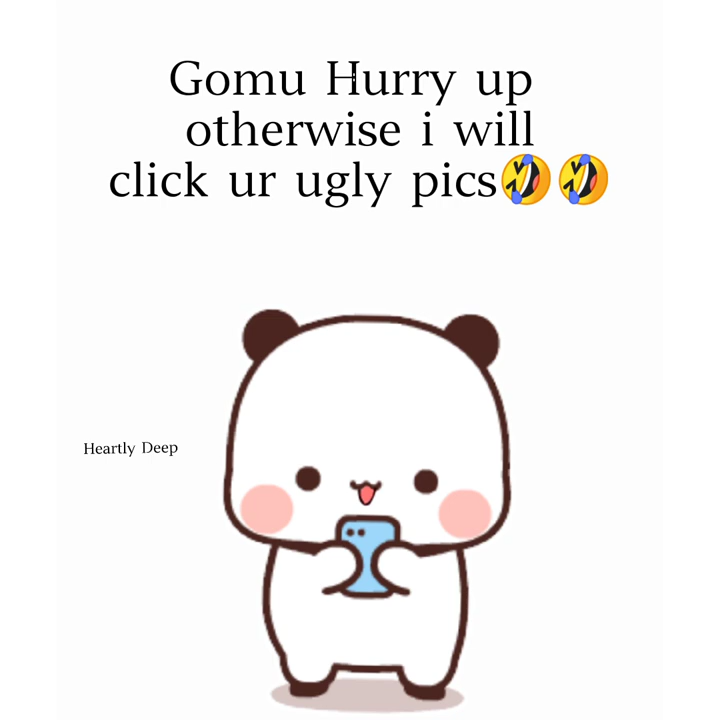 Gomu Hurry up
otherwise i will
click ur ugly pics🤣🤣
Heartly Deep